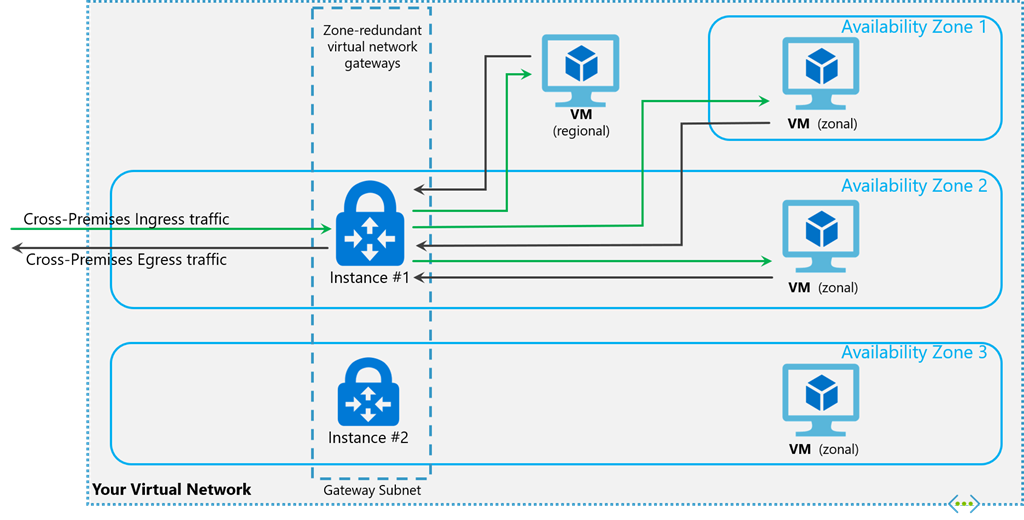 Zone-redundant
virtual network
gateways
VM
(regional)
Availability Zone 1
VM (zonal)
Availability Zone 2
Cross-Premises Ingress traffic
Cross-Premises Egress traffic
Instance #1
VM (zonal)
Availability Zone 3
Instance #2
VM (zonal)
Your Virtual Network
Gateway Subnet